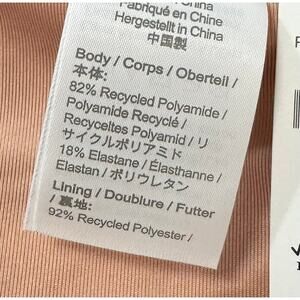 Fabriqué en Chine
Hergestellt in China
中国製
Body / Corps / Oberteil /
本体:
82% Recycled Polyamide /
Polyamide Recyclé /
Recyceltes Polyamid / リ
サイクルポリアミド
18% Elastane / Élasthanne /
Elastan / ポリウレタン
Lining / Doublure / Futter
/ 裏地:
92% Recycled Polyester /